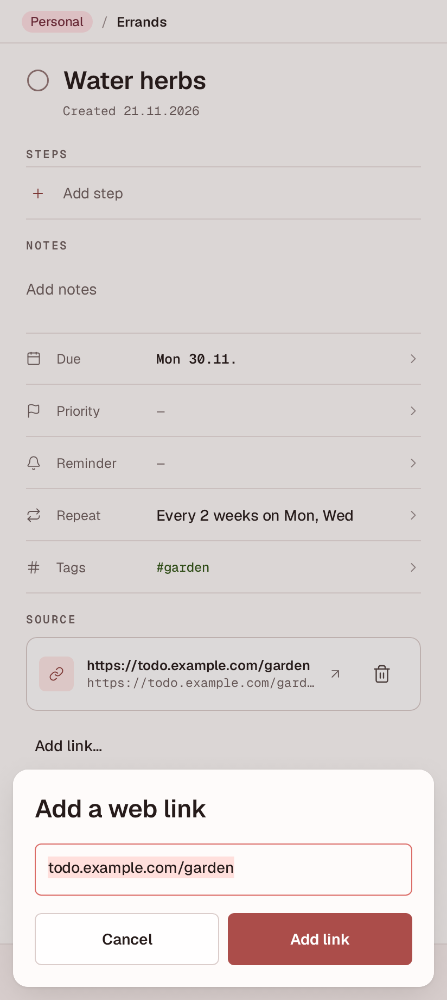 Personal / Errands
Water herbs
Created 21.11.2026
STEPS
+ Add step
NOTES
Add notes
Due Mon 30.11.
Priority –
Reminder –
Repeat Every 2 weeks on Mon, Wed
Tags #garden
SOURCE
https://todo.example.com/garden
https://todo.example.com/gard…
Add link…
Add a web link
todo.example.com/garden
Cancel Add link